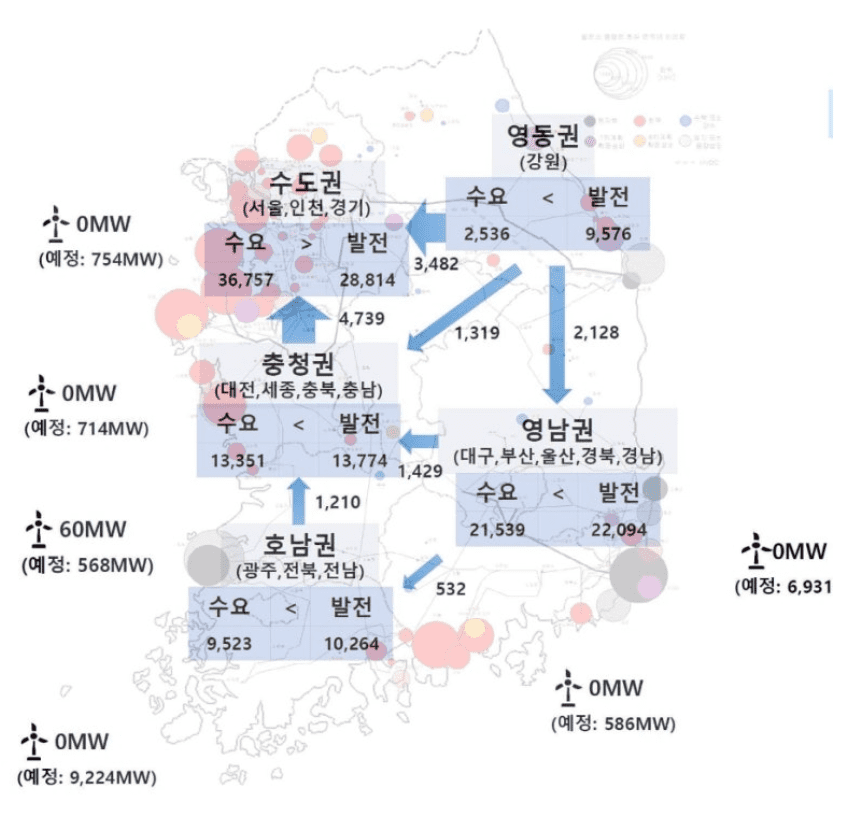 영동권
(강원)
수요 < 발전
2,536 9,576
수도권
(서울,인천,경기)
수요 > 발전
36,757 28,814
0MW
(예정: 754MW)
3,482
4,739
1,319
2,128
충청권
(대전,세종,충북,충남)
수요 < 발전
13,351 13,774
0MW
(예정: 714MW)
영남권
(대구,부산,울산,경북,경남)
수요 < 발전
21,539 22,094
1,429
1,210
60MW
(예정: 568MW)
호남권
(광주,전북,전남)
수요 < 발전
9,523 10,264
532
0MW
(예정: 6,931
0MW
(예정: 586MW)
0MW
(예정: 9,224MW)